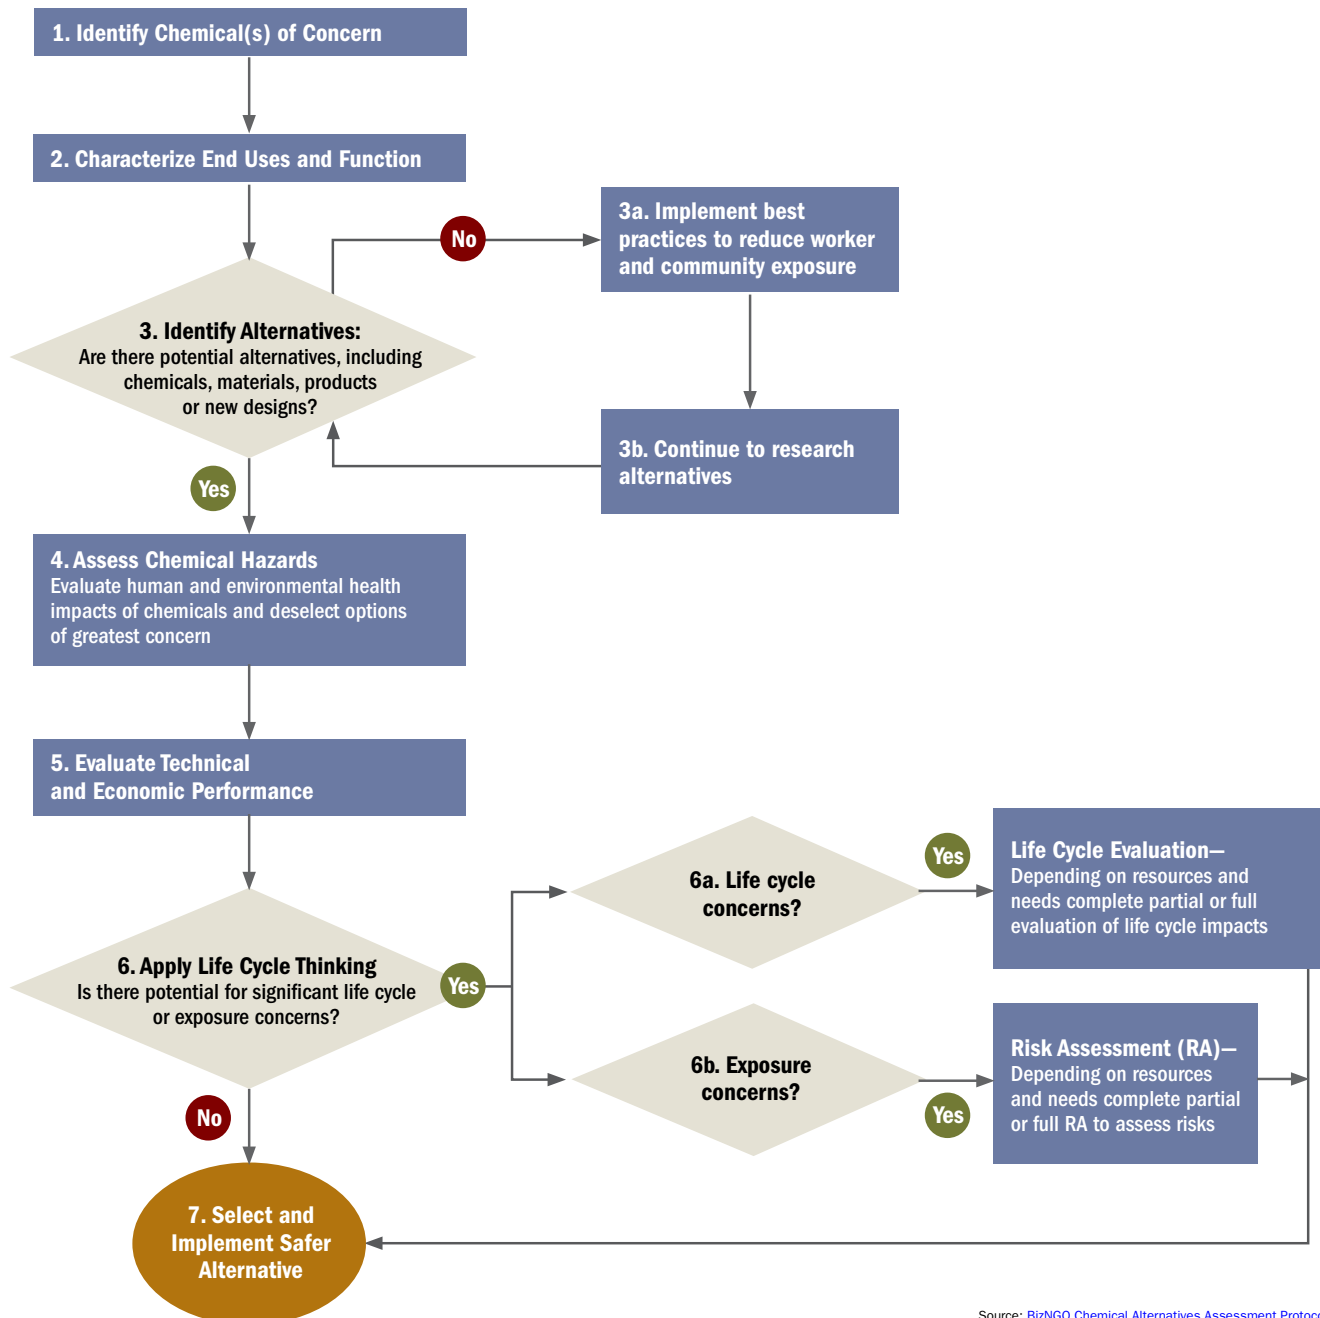 1. Identify Chemical(s) of Concern
2. Characterize End Uses and Function
No
3a. Implement best
practices to reduce worker
and community exposure
3. Identify Alternatives:
Are there potential alternatives, including
chemicals, materials, products
or new designs?
3b. Continue to research
alternatives
Yes
4. Assess Chemical Hazards
Evaluate human and environmental health
impacts of chemicals and deselect options
of greatest concern
5. Evaluate Technical
and Economic Performance
6. Apply Life Cycle Thinking
Is there potential for significant life cycle
or exposure concerns?
Yes
6a. Life cycle
concerns?
Yes
Life Cycle Evaluation—
Depending on resources and
needs complete partial or full
evaluation of life cycle impacts
6b. Exposure
concerns?
Yes
Risk Assessment (RA)—
Depending on resources
and needs complete partial
or full RA to assess risks
No
7. Select and
Implement Safer
Alternative
Source: BizNGO Chemical Alternatives Assessment